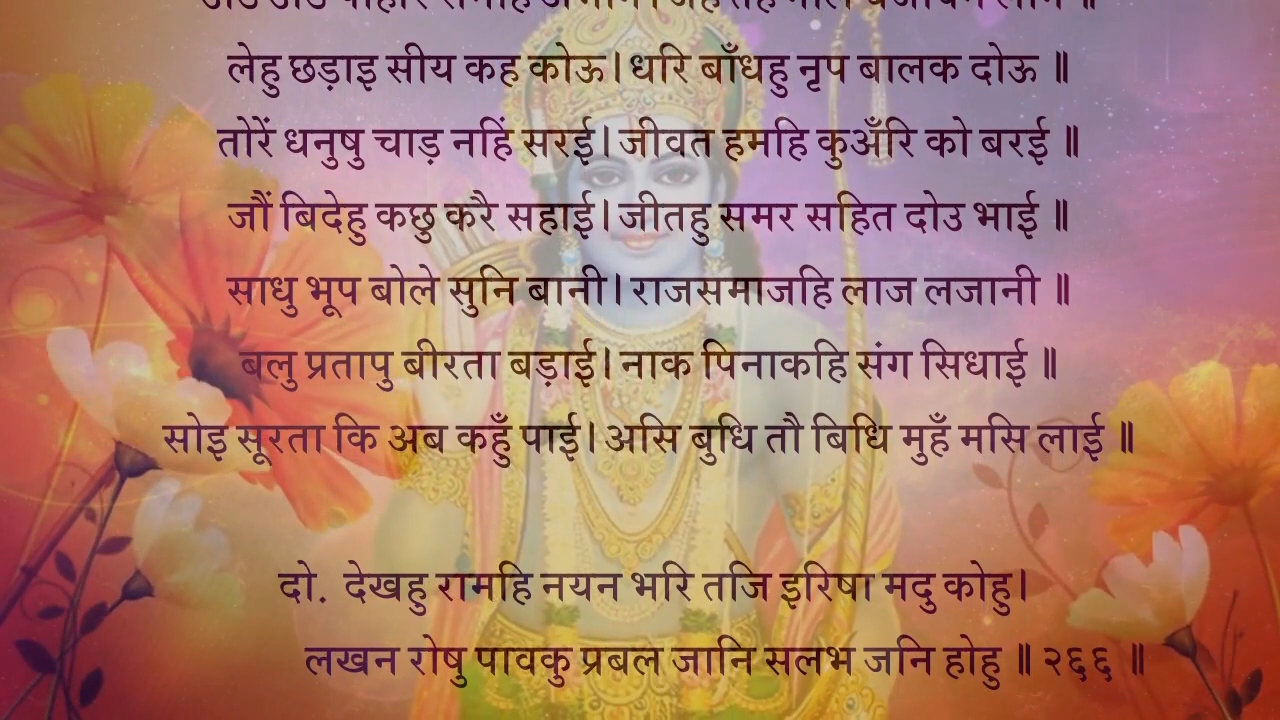 लेहु छड़ाइ सीय कह कोऊ। धरि बाँधहु नृप बालक दोऊ ॥
तोरें धनुषु चाड़ नहिं सरई। जीवत हमहि कुअँरि को बरई ॥
जौं बिदेहु कछु करै सहाई। जीतहु समर सहित दोउ भाई ॥
साधु भूप बोले सुनि बानी। राजसमाजहि लाज लजानी ॥
बलु प्रतापु बीरता बड़ाई। नाक पिनाकहि संग सिधाई ॥
सोइ सूरता कि अब कहुँ पाई। असि बुधि तौ बिधि मुहँ मसि लाई ॥
दो. देखहु रामहि नयन भरि तजि इरिषा मदु कोहु।
लखन रोषु पावकु प्रबल जानि सलभ जनि होहु ॥ २६६ ॥